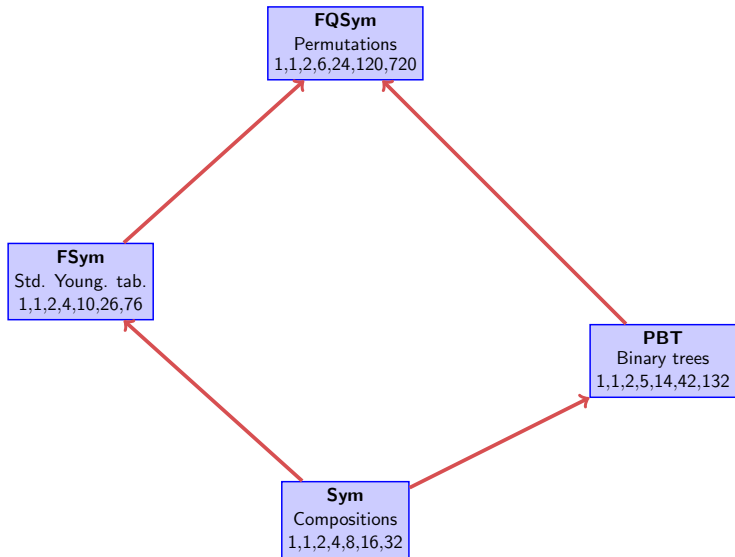 FQSym
Permutations
1,1,2,6,24,120,720
FSym
Std. Young. tab.
1,1,2,4,10,26,76
PBT
Binary trees
1,1,2,5,14,42,132
Sym
Compositions
1,1,2,4,8,16,32